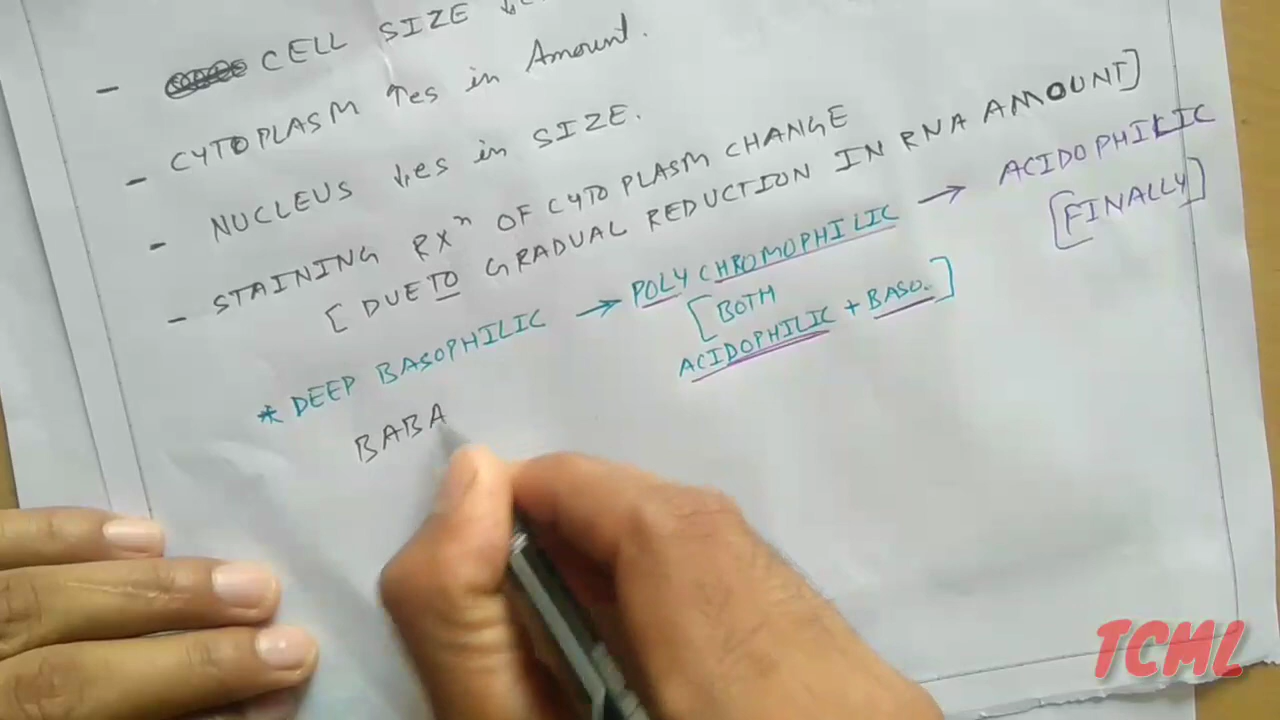 - CELL SIZE
- CYTOPLASM ↑es in Amount.
- NUCLEUS ↓es in SIZE.
- STAINING RXⁿ OF CYTOPLASM CHANGE
[DUE TO GRADUAL REDUCTION IN RNA AMOUNT]
* DEEP BASOPHILIC → POLYCHROMOPHILIC → ACIDOPHILIC
[BOTH ACIDOPHILIC + BASO.]
[FINALLY]
BABA
TCML